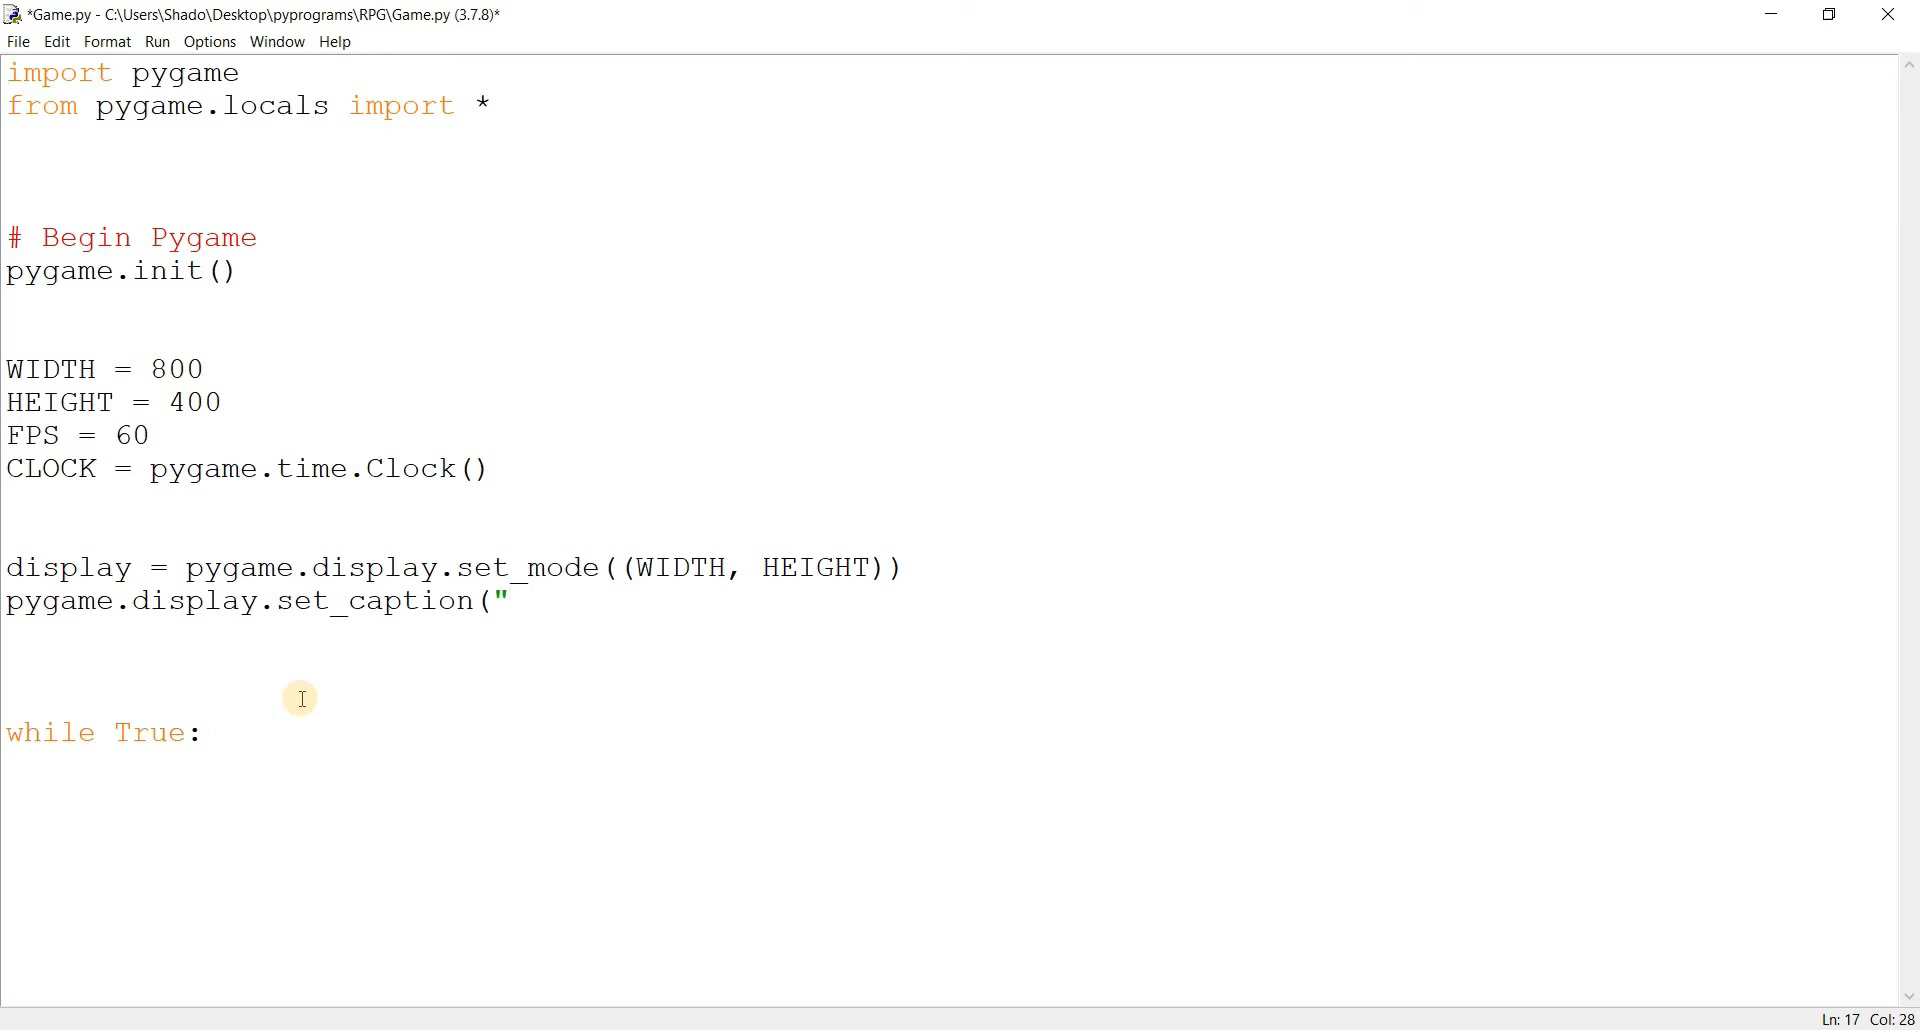 *Game.py - C:\Users\Shado\Desktop\pyprograms\RPG\Game.py (3.7.8)*
File Edit Format Run Options Window Help
import pygame
from pygame.locals import *
# Begin Pygame
pygame.init()
WIDTH = 800
HEIGHT = 400
FPS = 60
CLOCK = pygame.time.Clock()
display = pygame.display.set_mode((WIDTH, HEIGHT))
pygame.display.set_caption("
while True:
Ln: 17 Col: 28